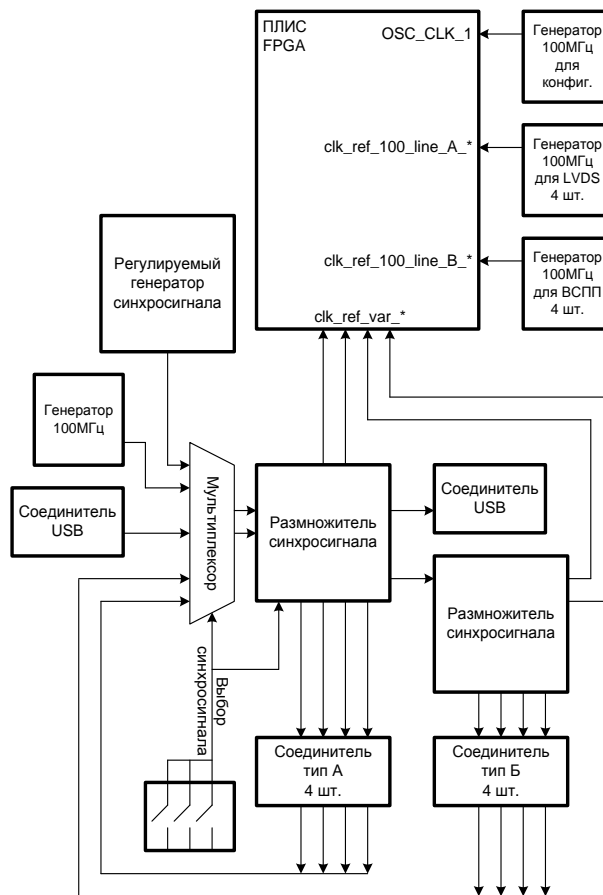 ПЛИС
FPGA
OSC_CLK_1
Генератор
100МГц
для
конфиг.
clk_ref_100_line_A_*
Генератор
100МГц
для LVDS
4 шт.
clk_ref_100_line_B_*
Генератор
100МГц
для ВСПП
4 шт.
clk_ref_var_*
Регулируемый
генератор
синхросигнала
Генератор
100МГц
Соединитель
USB
Мультиплексор
Размножитель
синхросигнала
Соединитель
USB
Размножитель
синхросигнала
Выбор
синхросигнала
Соединитель
тип А
4 шт.
Соединитель
тип Б
4 шт.